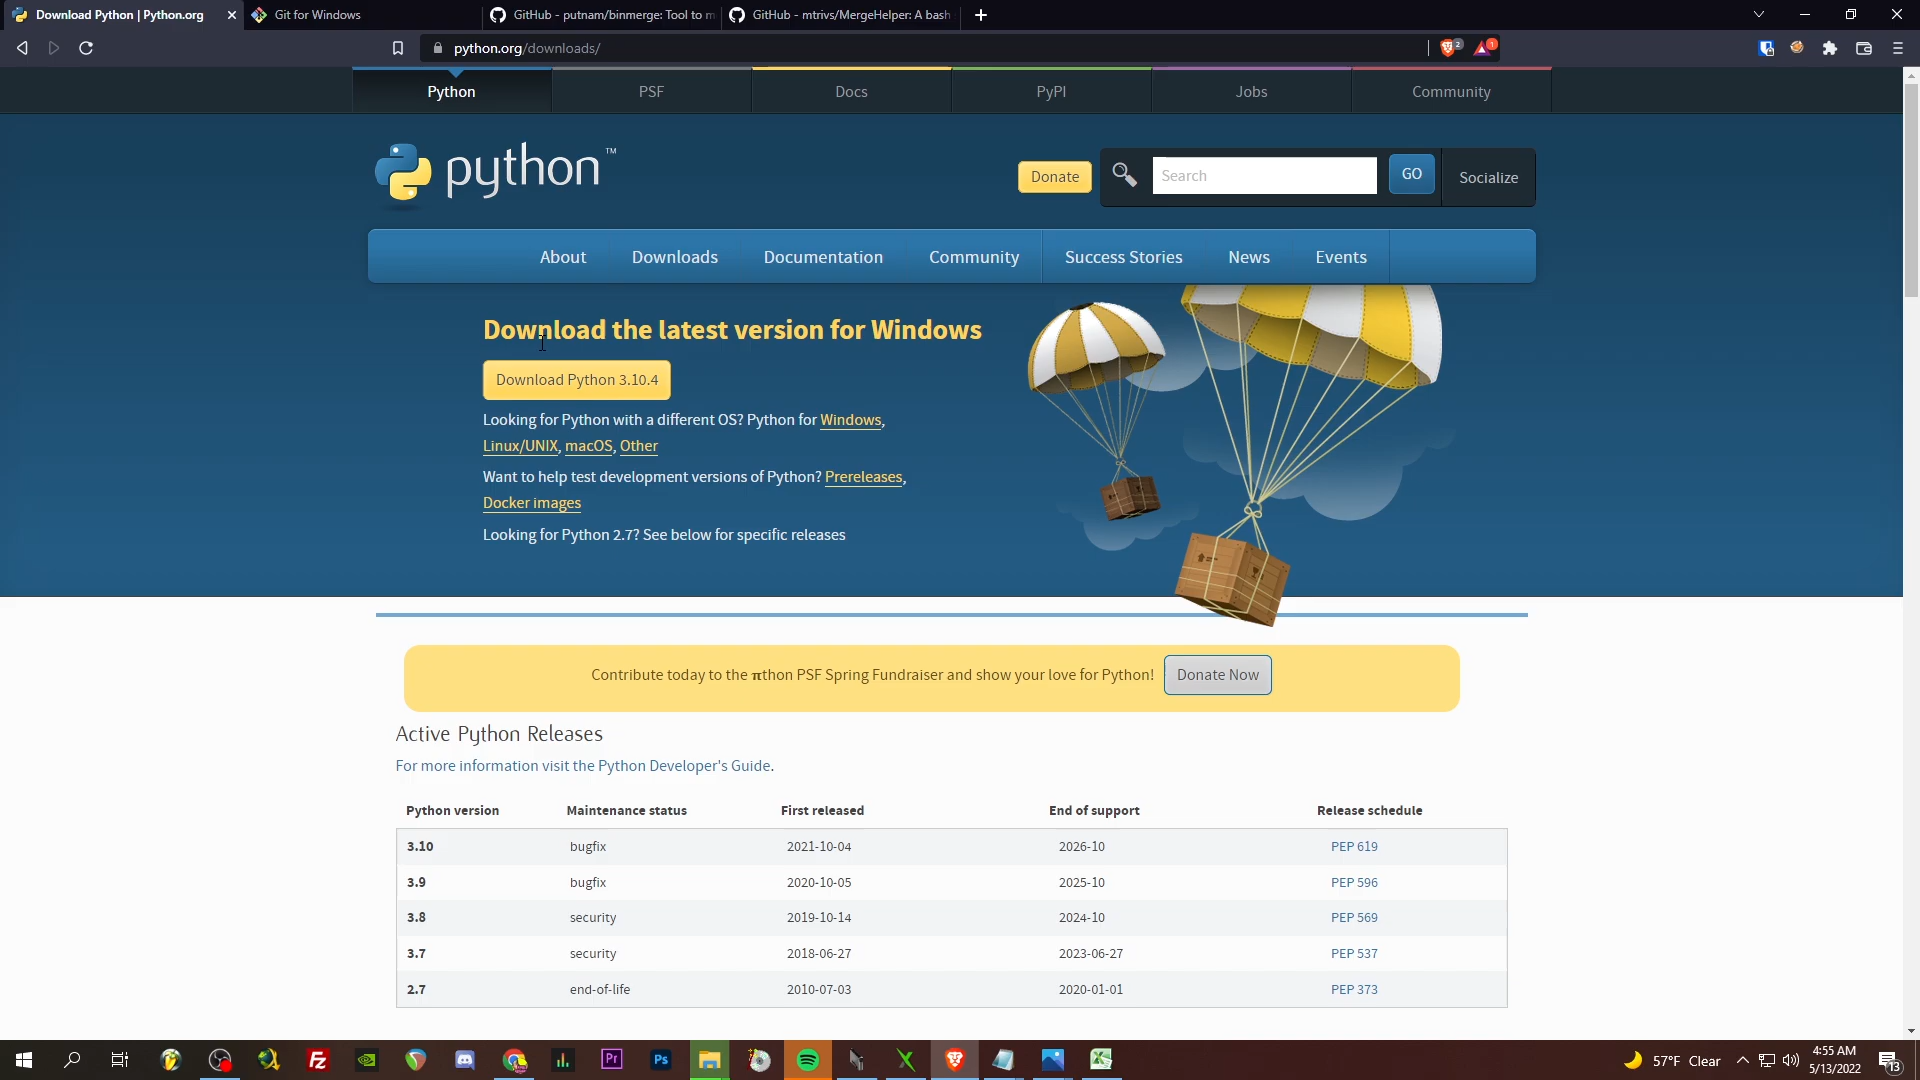 Download Python | Python.org
Git for Windows
GitHub - putnam/binmerge: Tool to m
GitHub - mtrivs/MergeHelper: A bash
python.org/downloads/
2
1
Python
PSF
Docs
PyPI
Jobs
Community
python™
Donate
Search
GO
Socialize
About
Downloads
Documentation
Community
Success Stories
News
Events
Download the latest version for Windows
Download Python 3.10.4
Looking for Python with a different OS? Python for Windows,
Linux/UNIX, macOS, Other
Want to help test development versions of Python? Prereleases,
Docker images
Looking for Python 2.7? See below for specific releases
Contribute today to the πthon PSF Spring Fundraiser and show your love for Python!
Donate Now
Active Python Releases
For more information visit the Python Developer's Guide.
Python version Maintenance status First released End of support Release schedule
3.10 bugfix 2021-10-04 2026-10 PEP 619
3.9 bugfix 2020-10-05 2025-10 PEP 596
3.8 security 2019-10-14 2024-10 PEP 569
3.7 security 2018-06-27 2023-06-27 PEP 537
2.7 end-of-life 2010-07-03 2020-01-01 PEP 373
Fz
Pr
Ps
57°F Clear
4:55 AM
5/13/2022
13